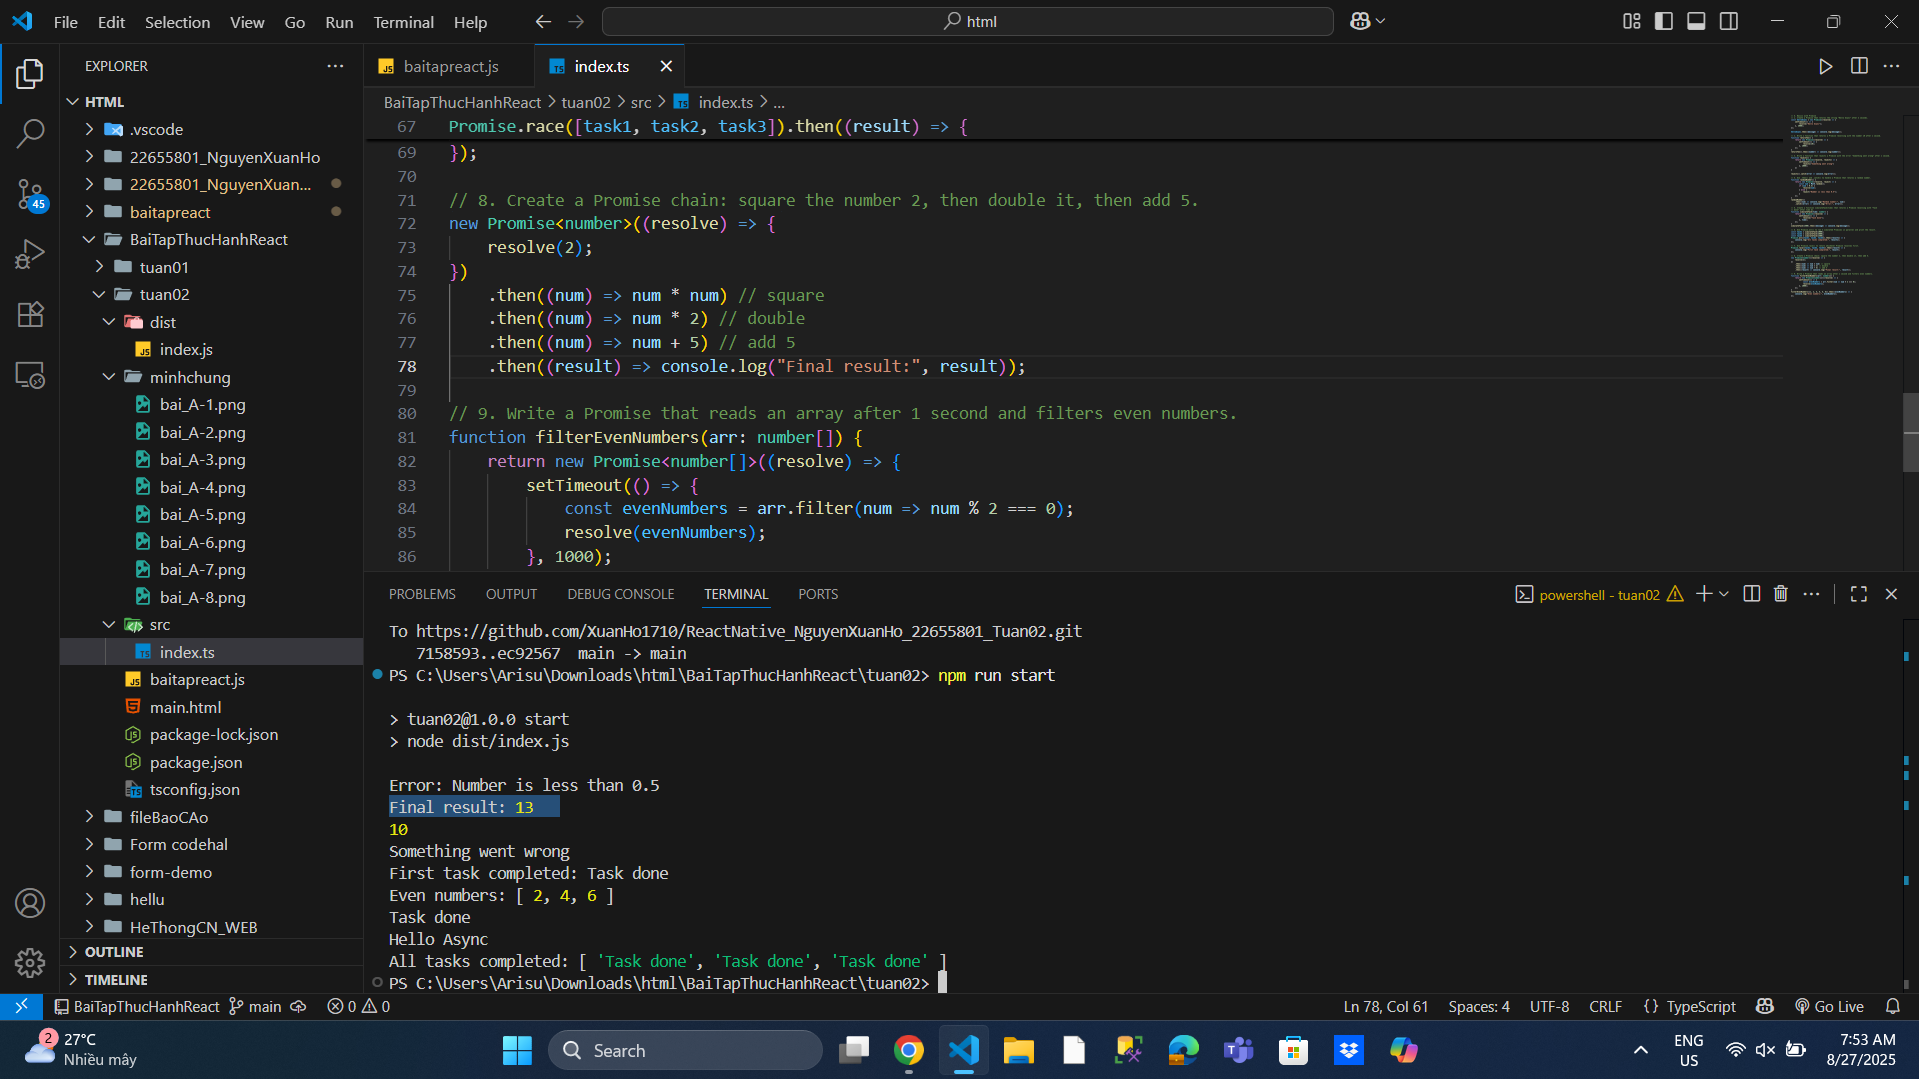 File Edit Selection View Go Run Terminal Help
html
EXPLORER
HTML
.vscode
22655801_NguyenXuanHo
22655801_NguyenXuan...
baitapreact
BaiTapThucHanhReact
tuan01
tuan02
dist
index.js
minhchung
bai_A-1.png
bai_A-2.png
bai_A-3.png
bai_A-4.png
bai_A-5.png
bai_A-6.png
bai_A-7.png
bai_A-8.png
src
index.ts
baitapreact.js
main.html
package-lock.json
package.json
tsconfig.json
fileBaoCAo
Form codehal
form-demo
hellu
HeThongCN_WEB
OUTLINE
TIMELINE
45
baitapreact.js
index.ts
BaiTapThucHanhReact > tuan02 > src > index.ts > ...
67 Promise.race([task1, task2, task3]).then((result) => {
69 });
70
71 // 8. Create a Promise chain: square the number 2, then double it, then add 5.
72 new Promise<number>((resolve) => {
73 resolve(2);
74 })
75 .then((num) => num * num) // square
76 .then((num) => num * 2) // double
77 .then((num) => num + 5) // add 5
78 .then((result) => console.log("Final result:", result));
79
80 // 9. Write a Promise that reads an array after 1 second and filters even numbers.
81 function filterEvenNumbers(arr: number[]) {
82 return new Promise<number[]>((resolve) => {
83 setTimeout(() => {
84 const evenNumbers = arr.filter(num => num % 2 === 0);
85 resolve(evenNumbers);
86 }, 1000);
PROBLEMS OUTPUT DEBUG CONSOLE TERMINAL PORTS
powershell - tuan02
To https://github.com/XuanHo1710/ReactNative_NguyenXuanHo_22655801_Tuan02.git
7158593..ec92567 main -> main
PS C:\Users\Arisu\Downloads\html\BaiTapThucHanhReact\tuan02> npm run start
> tuan02@1.0.0 start
> node dist/index.js
Error: Number is less than 0.5
Final result: 13
10
Something went wrong
First task completed: Task done
Even numbers: [ 2, 4, 6 ]
Task done
Hello Async
All tasks completed: [ 'Task done', 'Task done', 'Task done' ]
PS C:\Users\Arisu\Downloads\html\BaiTapThucHanhReact\tuan02>
BaiTapThucHanhReact main 0 0
Ln 78, Col 61 Spaces: 4 UTF-8 CRLF {} TypeScript Go Live
2
27°C
Nhiều mây
Search
ENG
US
7:53 AM
8/27/2025